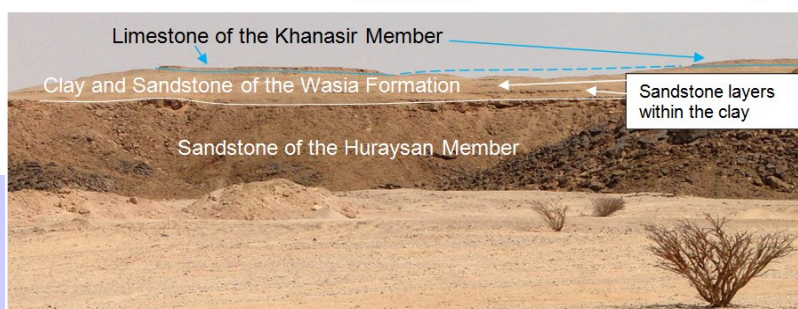 Limestone of the Khanasir Member
Clay and Sandstone of the Wasia Formation
Sandstone layers
within the clay
Sandstone of the Huraysan Member